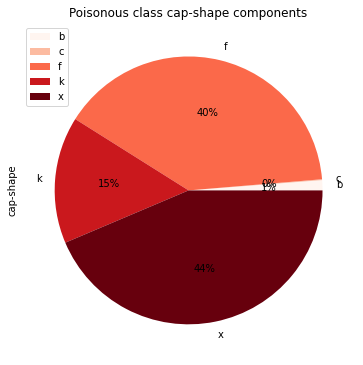 Poisonous class cap-shape components
b
c
f
k
x
f
40%
k
15%
c
0%
1%
b
cap-shape
44%
x